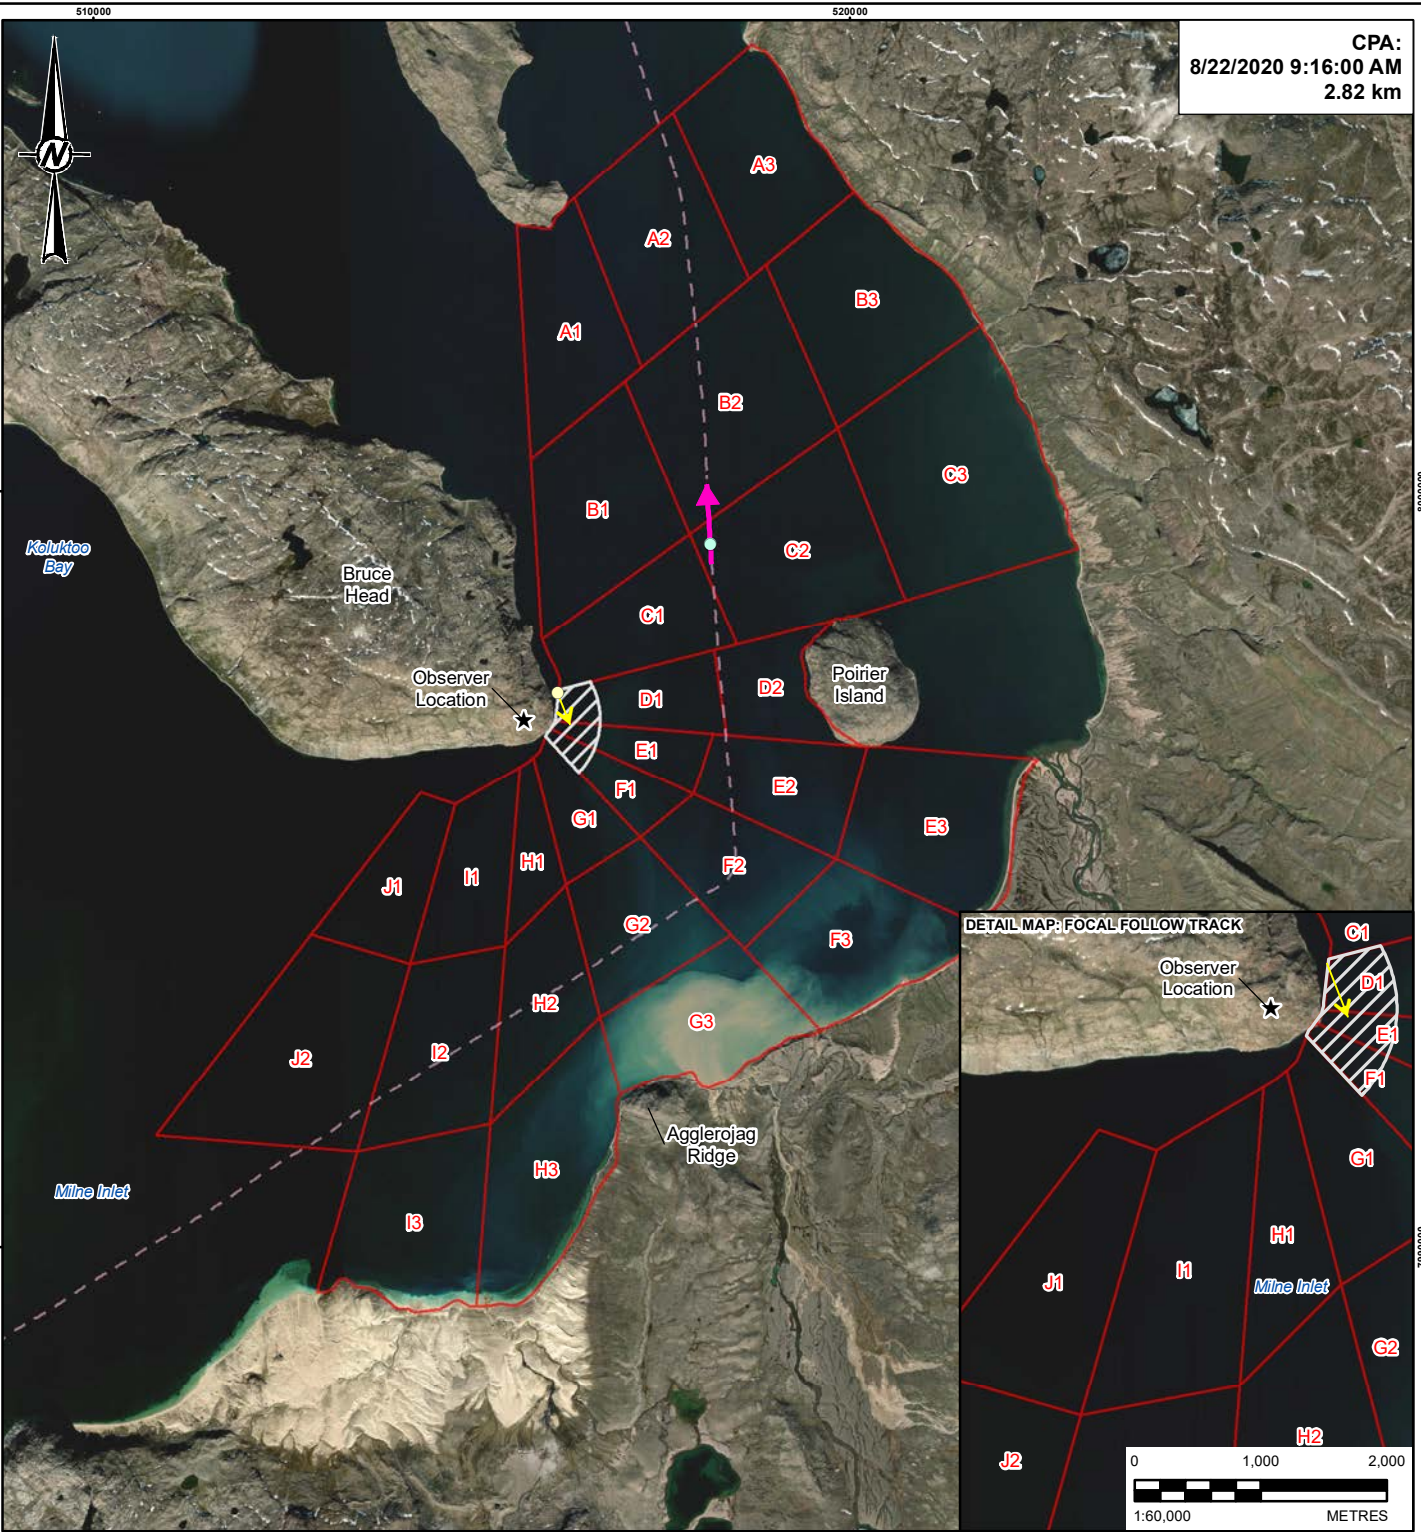 510000
520000
CPA:
8/22/2020 9:16:00 AM
2.82 km
N
A3
A2
B3
A1
B2
C3
B1
C2
Koluktoo
Bay
Bruce
Head
C1
Observer
Location
D1
D2
Poirier
Island
E1
E2
F1
G1
E3
H1
F2
I1
J1
G2
F3
H2
G3
I2
J2
Agglerojag
Ridge
H3
Milne Inlet
I3
DETAIL MAP: FOCAL FOLLOW TRACK
C1
Observer
Location
D1
E1
F1
G1
H1
I1
J1
Milne Inlet
G2
H2
J2
0 1,000 2,000
1:60,000 METRES